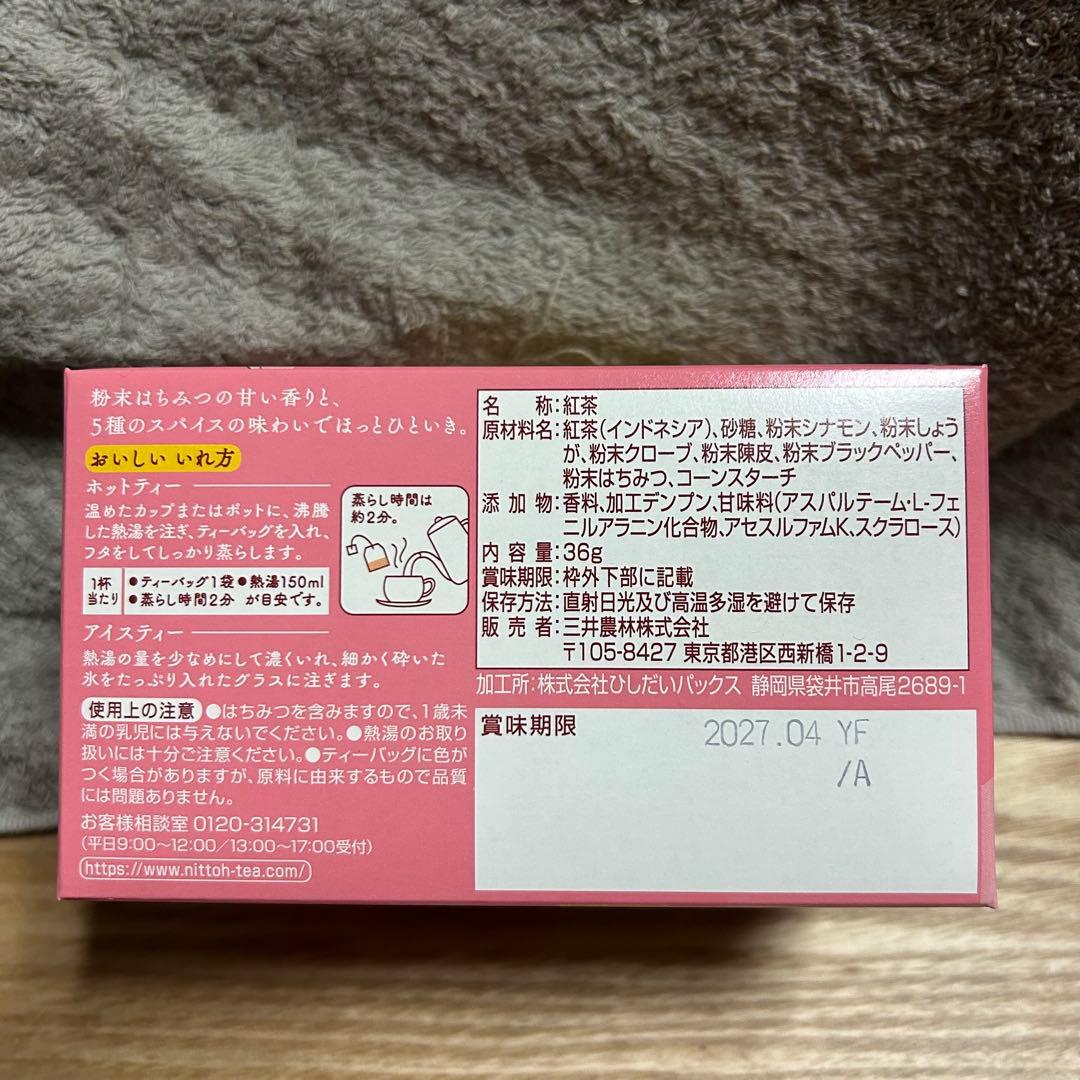 粉末はちみつの甘い香りと、
5種のスパイスの味わいでほっとひといき。
おいしい いれ方
ホットティー
温めたカップまたはポットに、沸騰
した熱湯を注ぎ、ティーバッグを入れ、
フタをしてしっかり蒸らします。
1杯
当たり
●ティーバッグ1袋●熱湯150ml
●蒸らし時間2分 が目安です。
蒸らし時間は
約2分。
アイスティー
熱湯の量を少なめにして濃くいれ、細かく砕いた
氷をたっぷり入れたグラスに注ぎます。
使用上の注意 ●はちみつを含みますので、1歳未
満の乳児には与えないでください。●熱湯のお取り
扱いには十分ご注意ください。●ティーバッグに色が
つく場合がありますが、原料に由来するもので品質
には問題ありません。
お客様相談室 0120-314731
(平日9:00~12:00/13:00~17:00受付)
https://www.nittoh-tea.com/
名称:紅茶
原材料名:紅茶(インドネシア)、砂糖、粉末シナモン、粉末しょう
が、粉末クローブ、粉末陳皮、粉末ブラックペッパー、
粉末はちみつ、コーンスターチ
添加物:香料、加工デンプン、甘味料(アスパルテーム・L-フェ
ニルアラニン化合物、アセスルファムK、スクラロース)
内容量:36g
賞味期限:枠外下部に記載
保存方法:直射日光及び高温多湿を避けて保存
販売者:三井農林株式会社
〒105-8427 東京都港区西新橋1-2-9
加工所:株式会社ひしだいパックス 静岡県袋井市高尾2689-1
賞味期限
2027.04 YF
/A